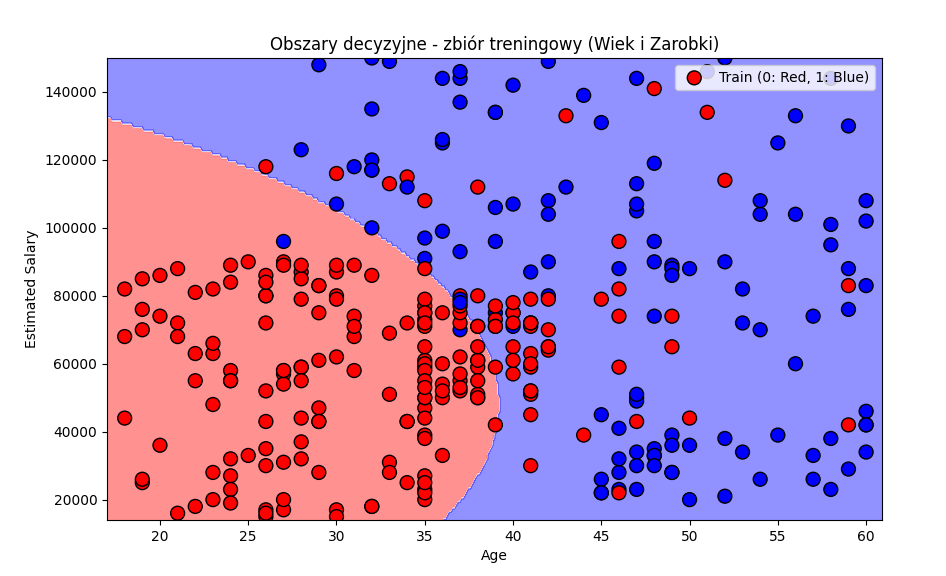 Obszary decyzyjne - zbiór treningowy (Wiek i Zarobki)
Train (0: Red, 1: Blue)
Estimated Salary
140000
120000
100000
80000
60000
40000
20000
20 25 30 35 40 45 50 55 60
Age